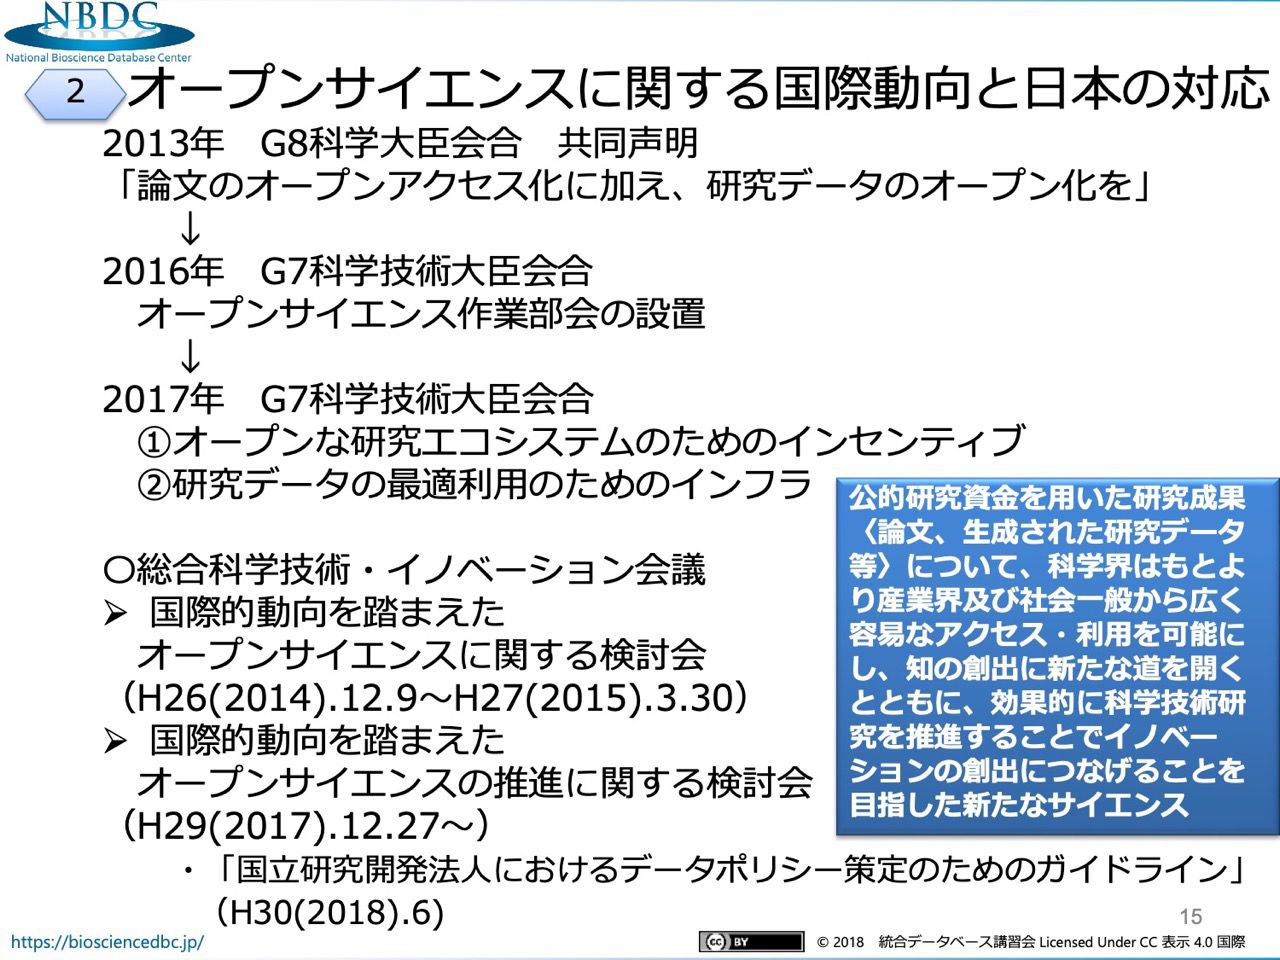 NBDC
National Bioscience Database Center
2 オープンサイエンスに関する国際動向と日本の対応
2013年　G8科学大臣会合　共同声明
「論文のオープンアクセス化に加え、研究データのオープン化を」
↓
2016年　G7科学技術大臣会合
オープンサイエンス作業部会の設置
↓
2017年　G7科学技術大臣会合
①オープンな研究エコシステムのためのインセンティブ
②研究データの最適利用のためのインフラ
〇総合科学技術・イノベーション会議
➢ 国際的動向を踏まえた
オープンサイエンスに関する検討会
（H26(2014).12.9～H27(2015).3.30）
➢ 国際的動向を踏まえた
オープンサイエンスの推進に関する検討会
（H29(2017).12.27～）
・「国立研究開発法人におけるデータポリシー策定のためのガイドライン」
（H30(2018).6)
公的研究資金を用いた研究成果
〈論文、生成された研究データ
等〉について、科学界はもとよ
り産業界及び社会一般から広く
容易なアクセス・利用を可能に
し、知の創出に新たな道を開く
とともに、効果的に科学技術研
究を推進することでイノベー
ションの創出につなげることを
目指した新たなサイエンス
15
https://biosciencedbc.jp/
cc BY © 2018　統合データベース講習会 Licensed Under CC 表示 4.0 国際